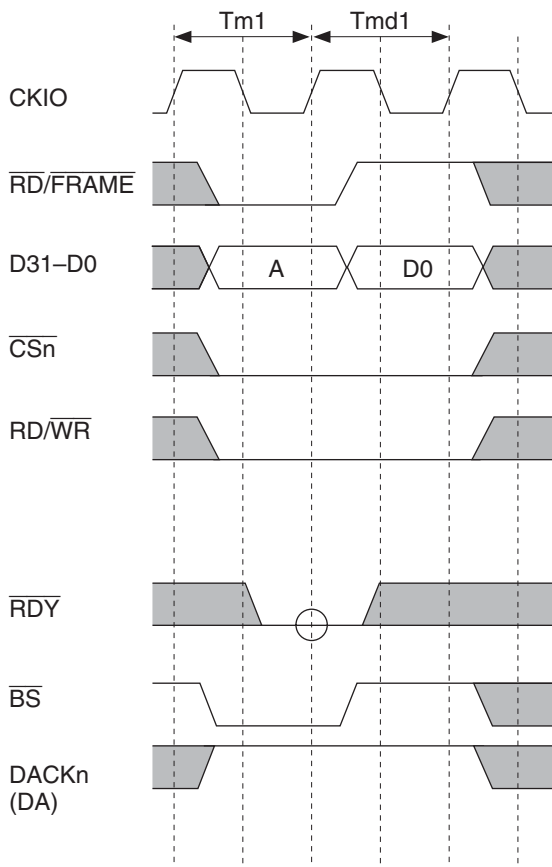 Tm1 Tmd1
CKIO
RD/FRAME
D31–D0 A D0
CSn
RD/WR
RDY
BS
DACKn
(DA)